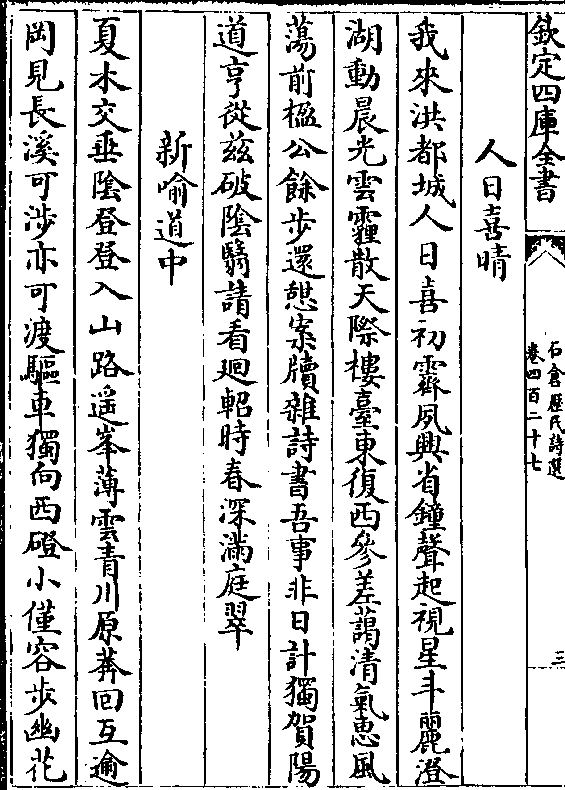 欽定四庫全書
石倉歷代詩選
卷四百二十七
三
人日喜晴
我來洪都城人日喜初霽夙興省鐘聲起視星斗麗澄
湖動晨光雲霾散天際樓臺東復西參差藹清氣惠風
蕩前楹公餘步還憇案牘雜詩書吾事非日計獨賀陽
道亨從兹破陰翳請看廻軺時春深滿庭翠
新喻道中
夏木交垂陰登登入山路遥峯薄雲青川原莽回互逾
岡見長溪可涉亦可渡驅車獨向西磴小僅容步幽花